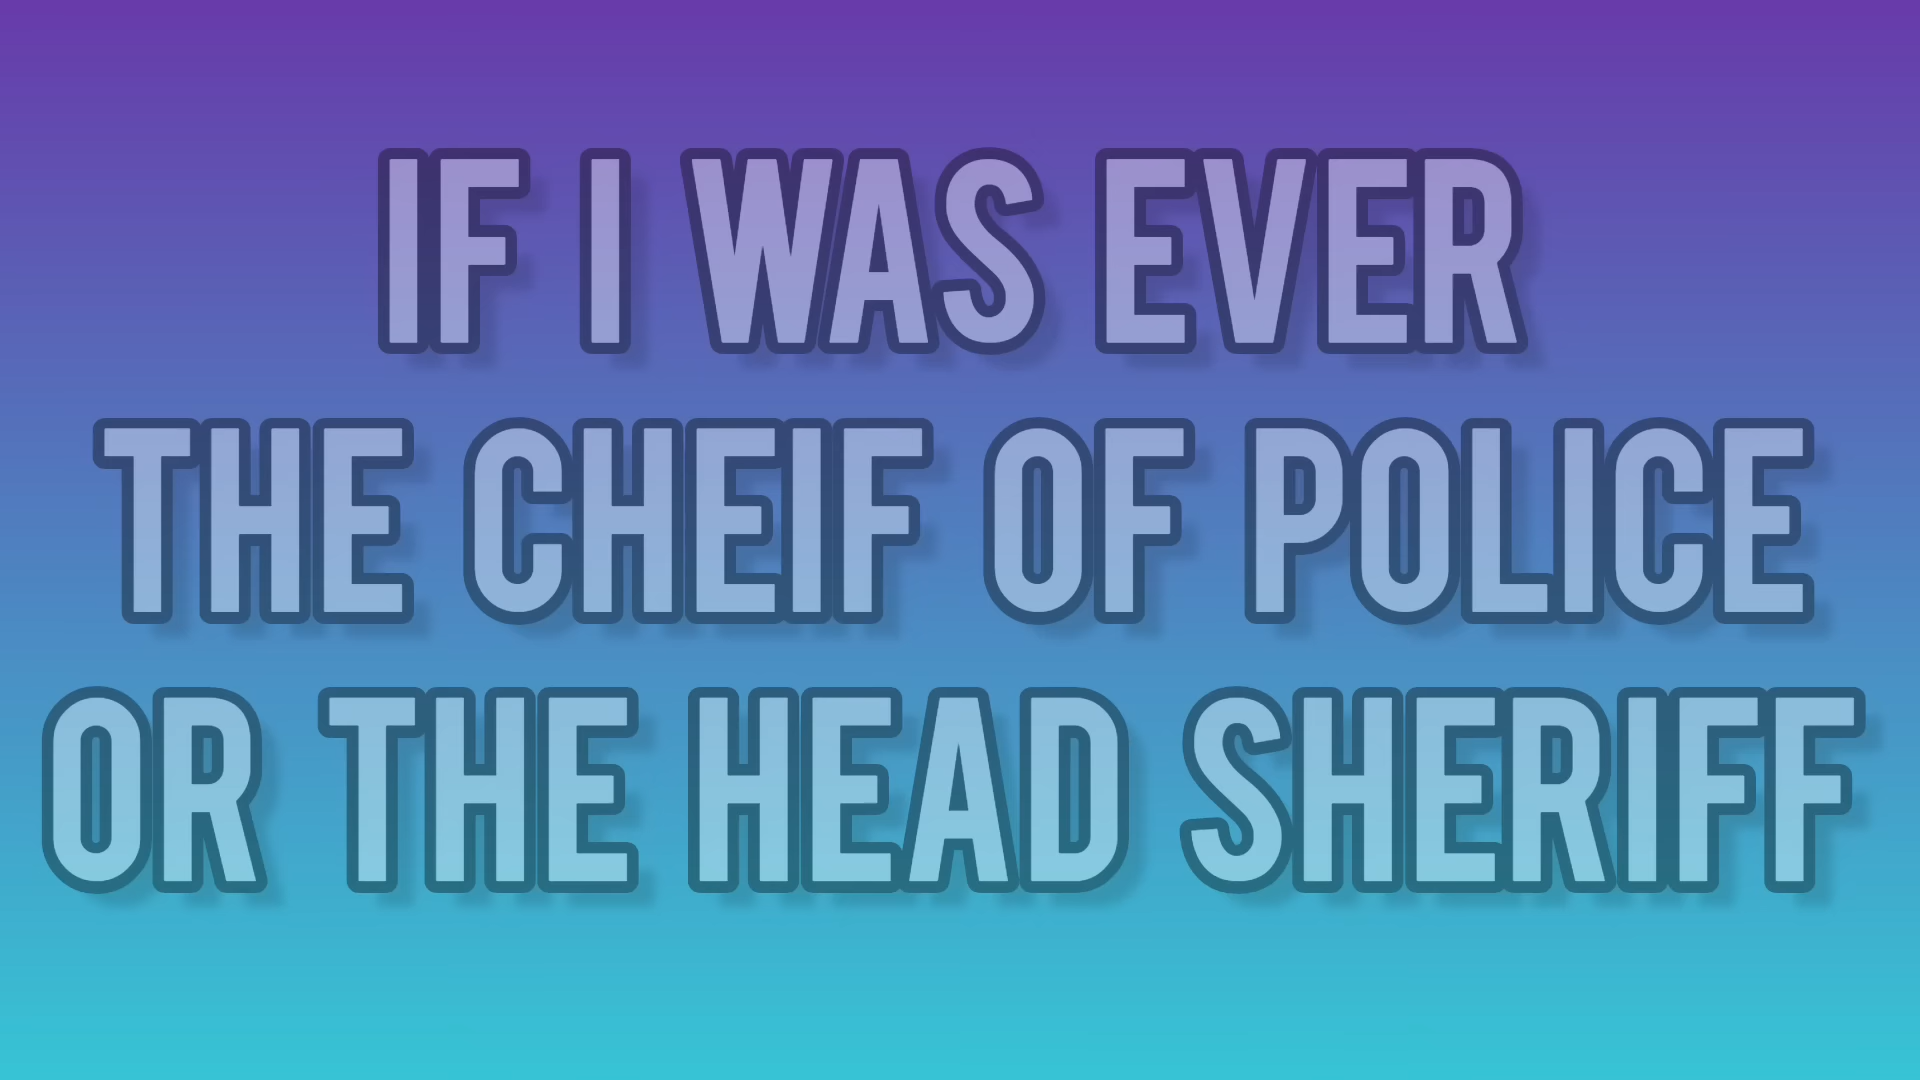 IF I WAS EVER
THE CHEIF OF POLICE
OR THE HEAD SHERIFF